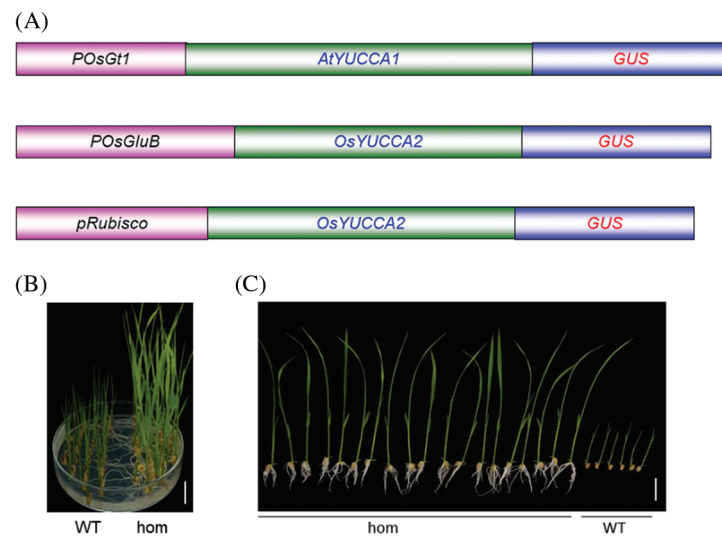 (A)
POsGt1 AtYUCCA1 GUS
POsGluB OsYUCCA2 GUS
pRubisco OsYUCCA2 GUS
(B) (C)
WT hom hom WT